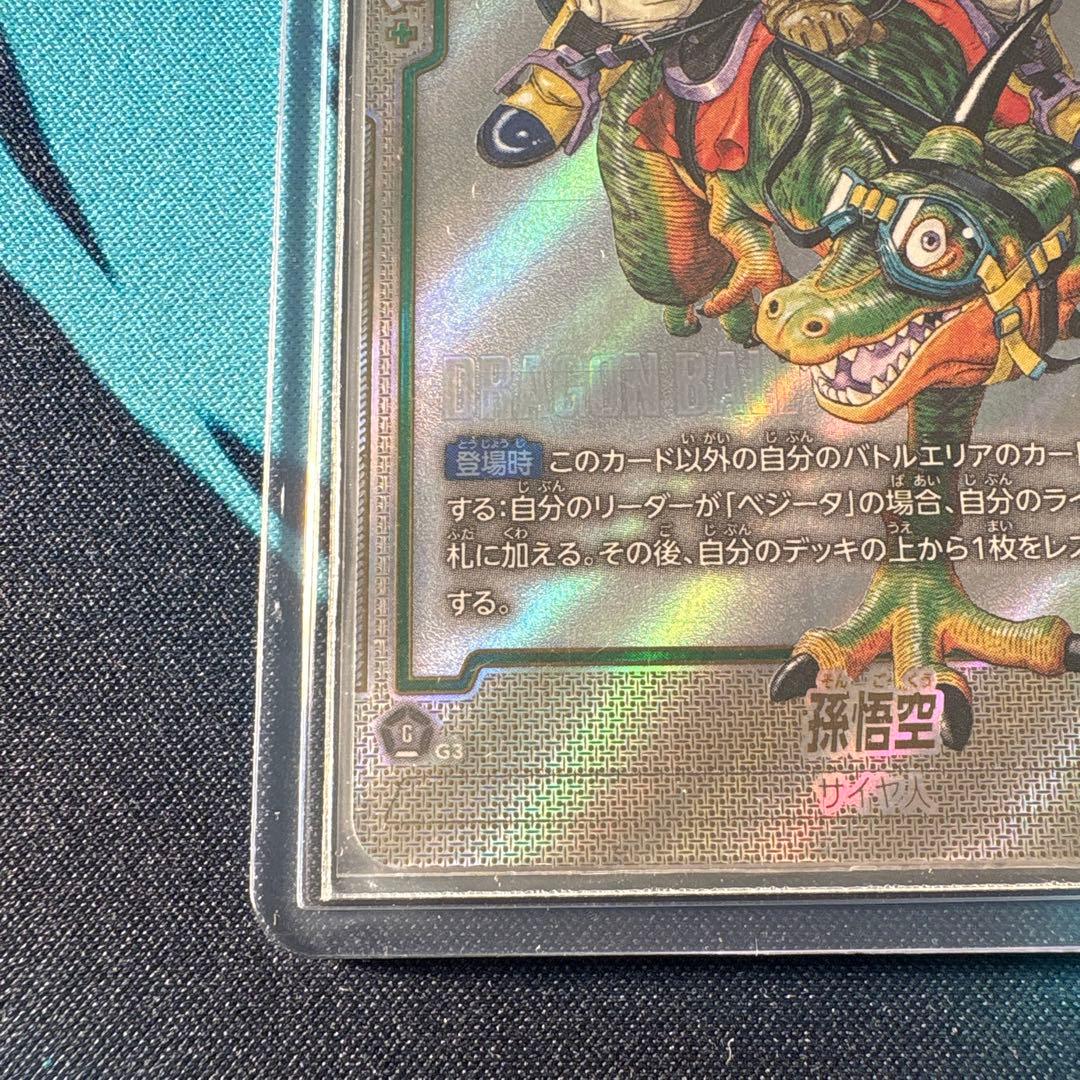 DRAGON BAL
登場時 このカード以外の自分のバトルエリアのカー
する:自分のリーダーが「ベジータ」の場合、自分のライ
札に加える。その後、自分のデッキの上から1枚をレス
する。
G
G3
孫悟空
サイヤ人